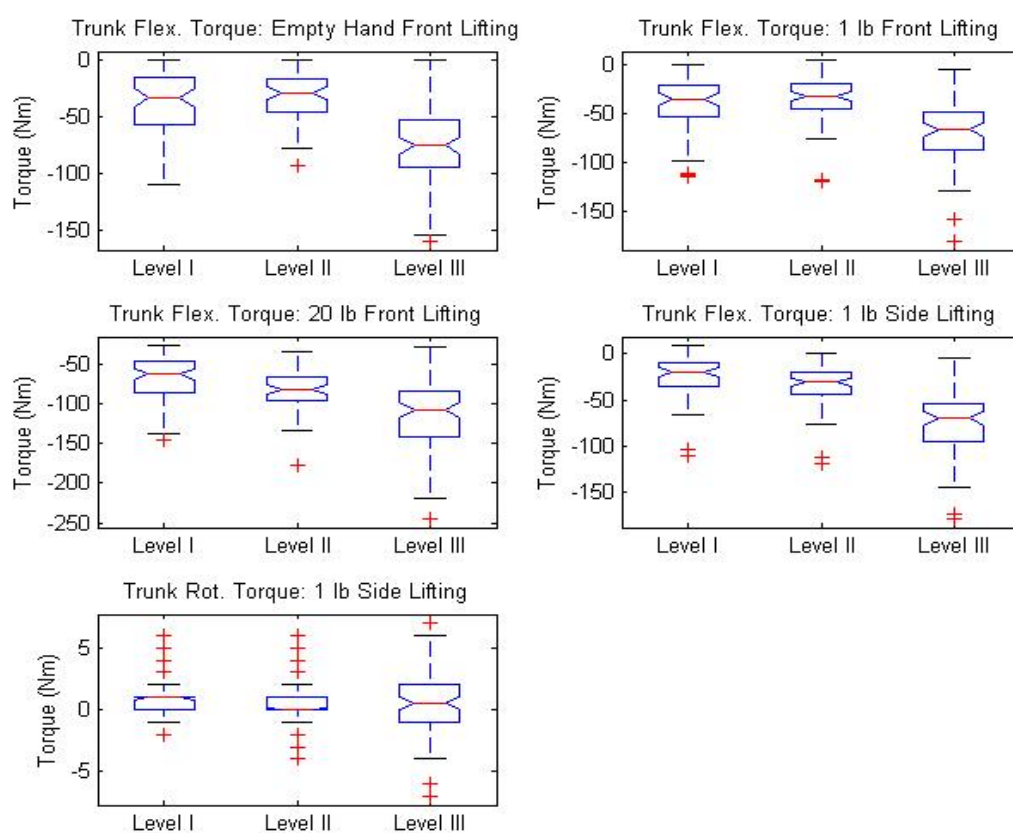 Trunk Flex. Torque: Empty Hand Front Lifting
Torque (Nm)
0
-50
-100
-150
Level I Level II Level III
Trunk Flex. Torque: 1 lb Front Lifting
Torque (Nm)
0
-50
-100
-150
Level I Level II Level III
Trunk Flex. Torque: 20 lb Front Lifting
Torque (Nm)
-50
-100
-150
-200
-250
Level I Level II Level III
Trunk Flex. Torque: 1 lb Side Lifting
Torque (Nm)
0
-50
-100
-150
Level I Level II Level III
Trunk Rot. Torque: 1 lb Side Lifting
Torque (Nm)
5
0
-5
Level I Level II Level III